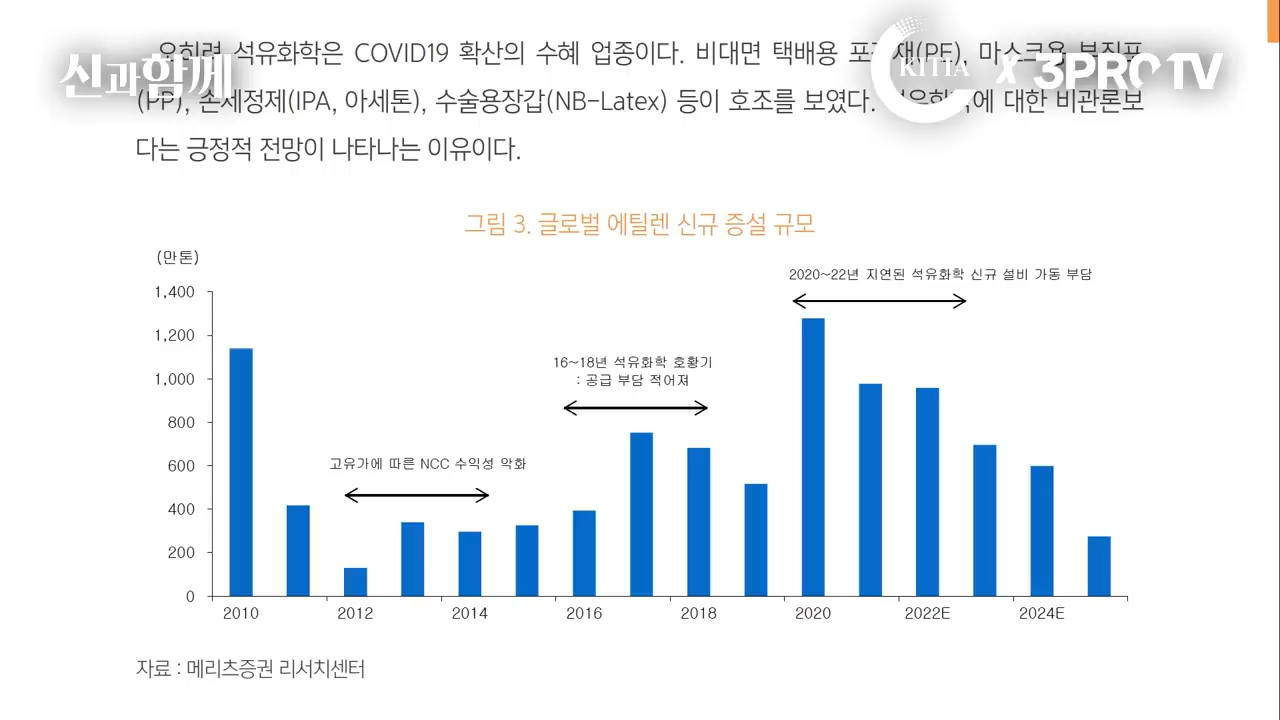 오히려 석유화학은 COVID19 확산의 수혜 업종이다. 비대면 택배용 (PE), 마스크용 부직포
신과함께
KITIA X 3PROTV
(PP), 손세정제(IPA, 아세톤), 수술용장갑(NB-Latex) 등이 호조를 보였다. 대한 비관론보
다는 긍정적 전망이 나타나는 이유이다.
그림 3. 글로벌 에틸렌 신규 증설 규모
(만톤)
2020~22년 지연된 석유화학 신규 설비 가동 부담
1,400
1,200
16~18년 석유화학 호황기
: 공급 부담 적어져
1,000
800
고유가에 따른 NCC 수익성 악화
600
400
200
0
2010 2012 2014 2016 2018 2020 2022E 2024E
자료 : 메리츠증권 리서치센터